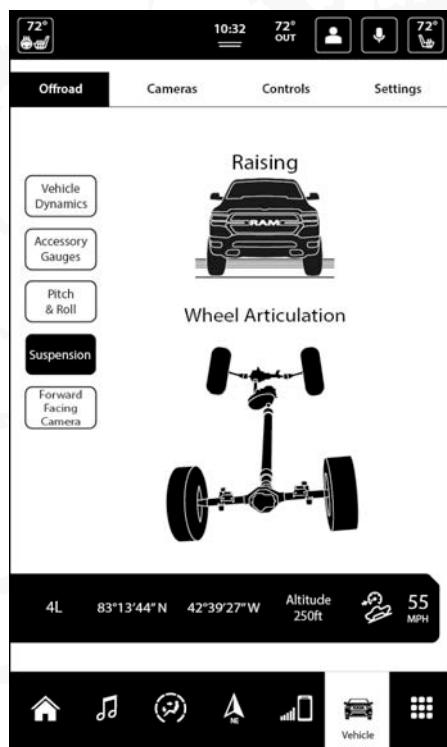 72°
10:32
72°
OUT
72°
Offroad
Cameras
Controls
Settings
Raising
RAM
Vehicle
Dynamics
Accessory
Gauges
Pitch
& Roll
Suspension
Forward
Facing
Camera
Wheel Articulation
4L
83°13'44"N
42°39'27"W
Altitude
250ft
55
MPH
NE
Vehicle